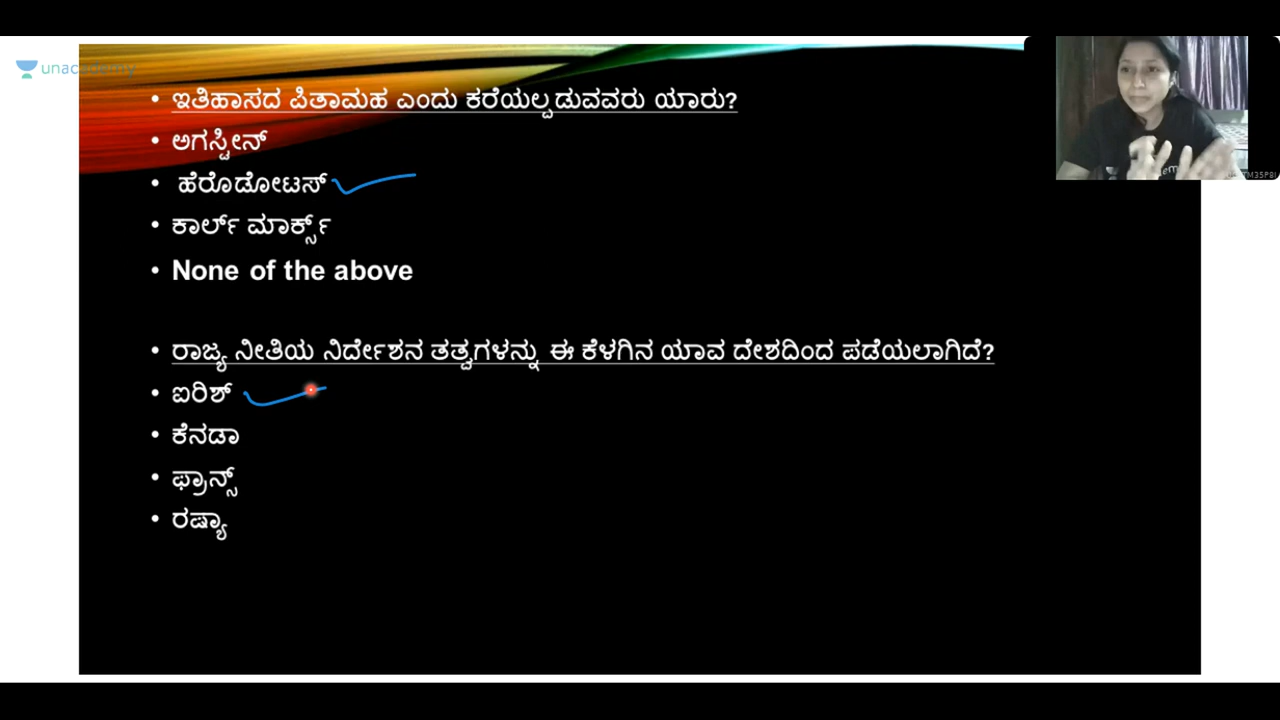 unacademy
• ಇತಿಹಾಸದ ಪಿತಾಮಹ ಎಂದು ಕರೆಯಲ್ಪಡುವವರು ಯಾರು?
• ಅಗಸ್ಟೀನ್
• ಹೆರೊಡೋಟಸ್
• ಕಾರ್ಲ್ ಮಾರ್ಕ್ಸ್
• None of the above
• ರಾಜ್ಯ ನೀತಿಯ ನಿರ್ದೇಶನ ತತ್ವಗಳನ್ನು ಈ ಕೆಳಗಿನ ಯಾವ ದೇಶದಿಂದ ಪಡೆಯಲಾಗಿದೆ?
• ಐರಿಶ್
• ಕೆನಡಾ
• ಫ್ರಾನ್ಸ್
• ರಷ್ಯಾ